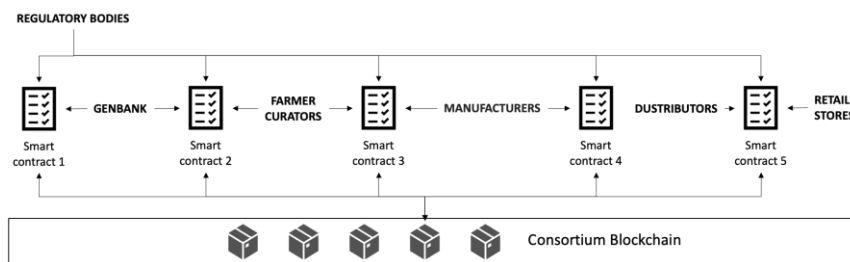 REGULATORY BODIES
GENBANK
FARMER
CURATORS
MANUFACTURERS
DUSTRIBUTORS
RETAIL
STORES
Smart
contract 1
Smart
contract 2
Smart
contract 3
Smart
contract 4
Smart
contract 5
Consortium Blockchain